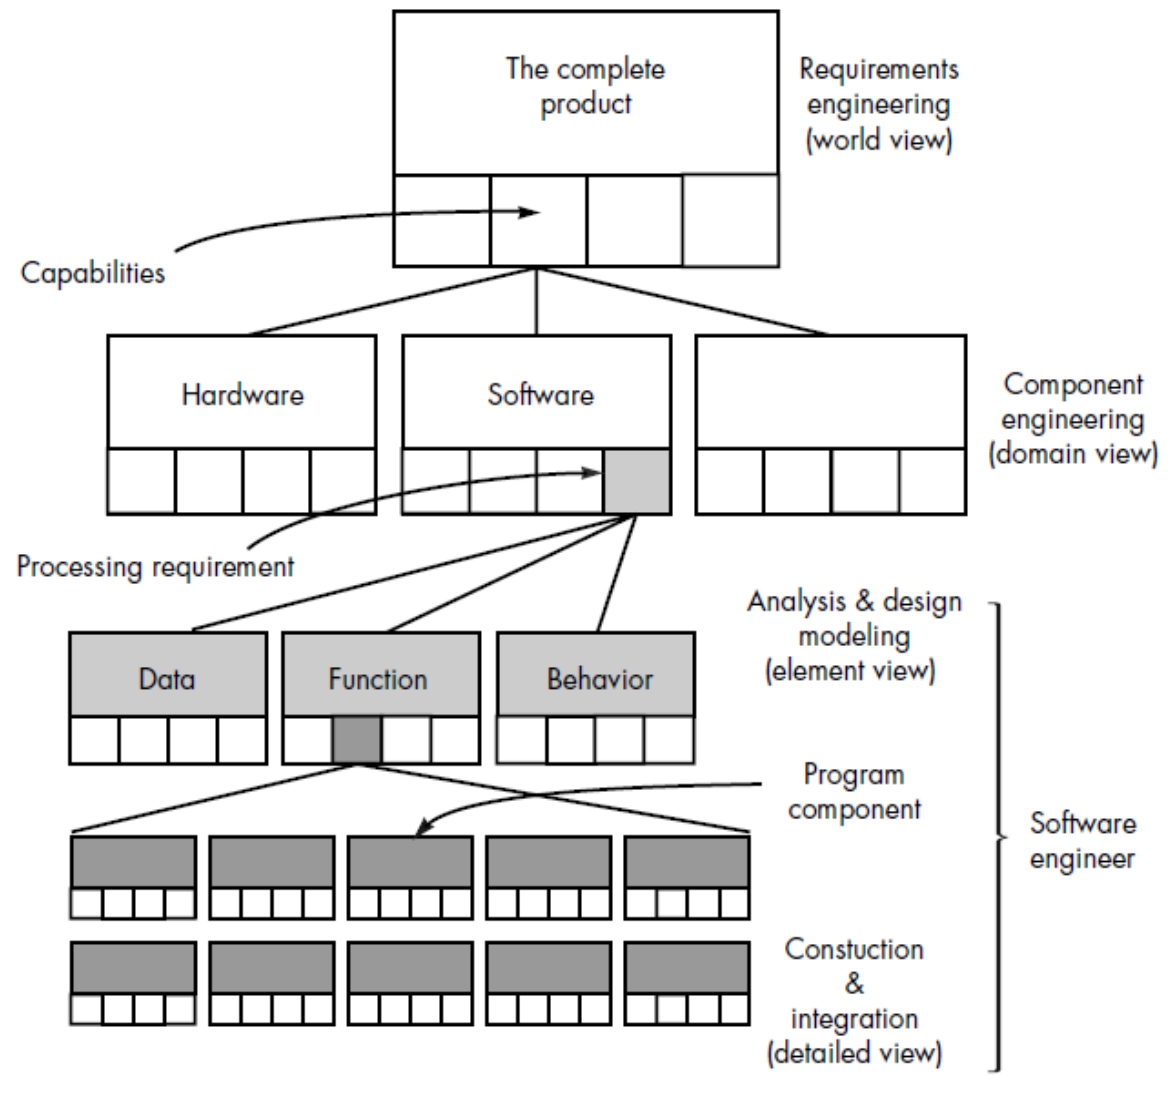 The complete
product
Requirements
engineering
(world view)
Capabilities
Hardware
Software
Component
engineering
(domain view)
Processing requirement
Analysis & design
modeling
(element view)
Data
Function
Behavior
Program
component
Software
engineer
Constuction
&
integration
(detailed view)